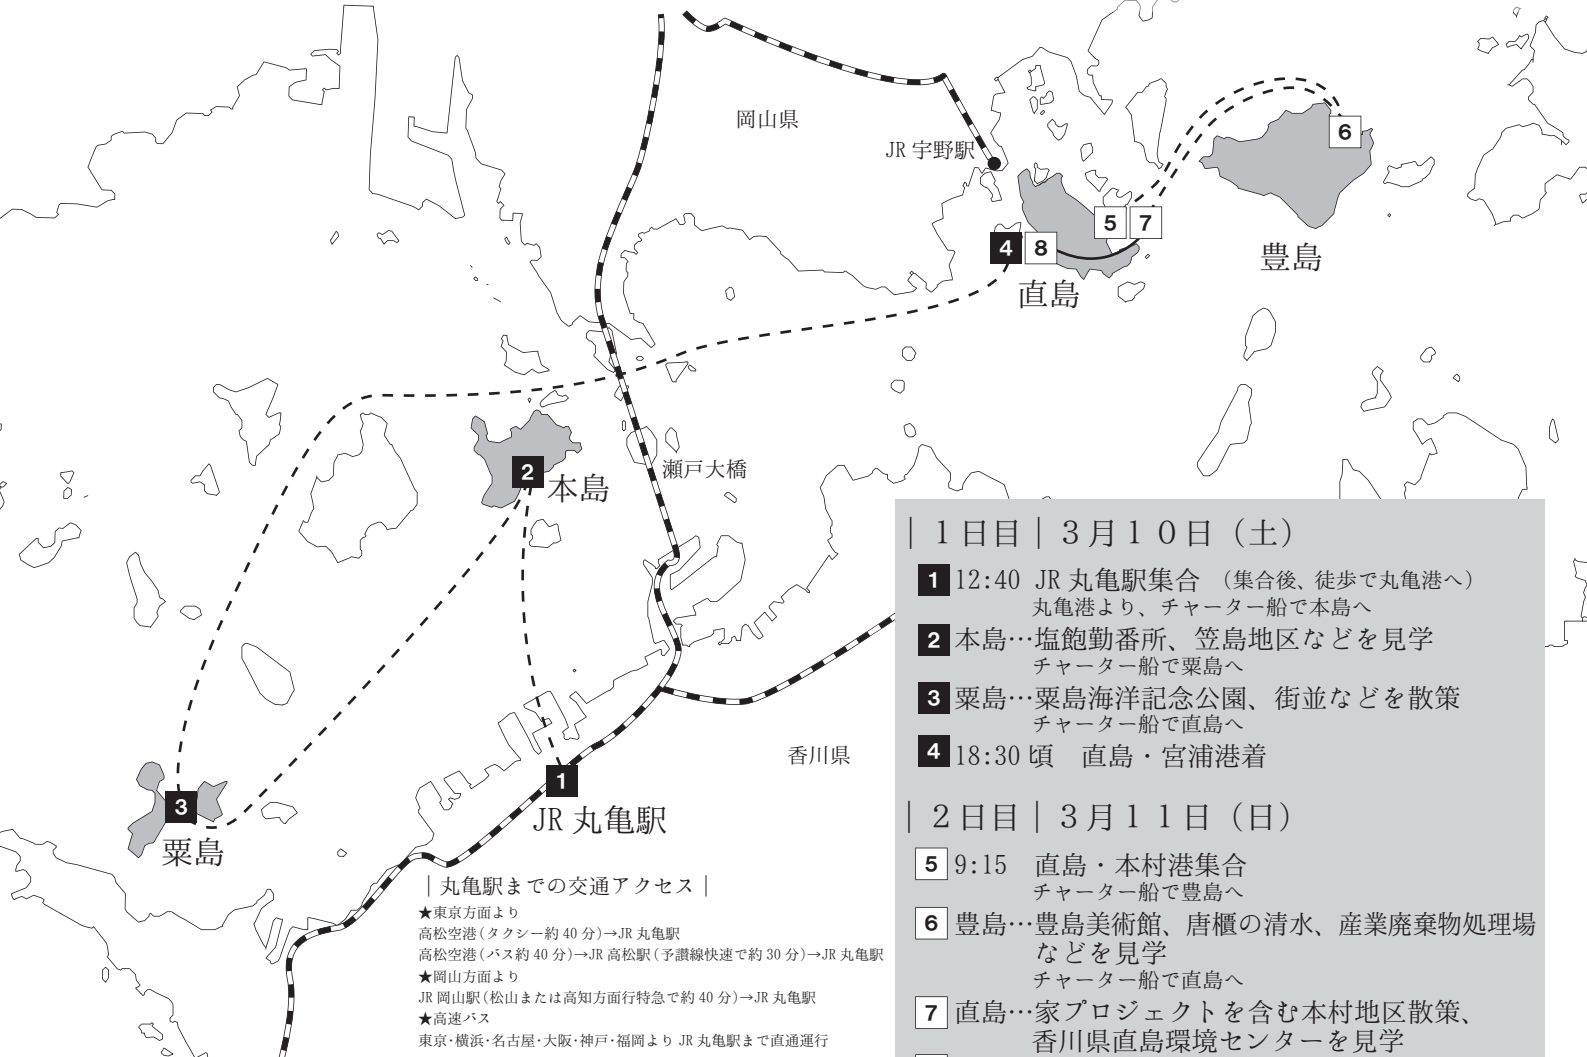 岡山県
JR 宇野駅
6
5 7
4 8
豊島
直島
瀬戸大橋
2
本島
香川県
1
JR 丸亀駅
3
粟島
｜丸亀駅までの交通アクセス｜
★東京方面より
高松空港(タクシー約 40 分)→JR 丸亀駅
高松空港(バス約 40 分)→JR 高松駅(予讃線快速で約 30 分)→JR 丸亀駅
★岡山方面より
JR 岡山駅(松山または高知方面行特急で約 40 分)→JR 丸亀駅
★高速バス
東京･横浜･名古屋･大阪･神戸･福岡より JR 丸亀駅まで直通運行
｜１日目｜３月１０日（土）
1 12:40 JR 丸亀駅集合 （集合後、徒歩で丸亀港へ）
丸亀港より、チャーター船で本島へ
2 本島…塩飽勤番所、笠島地区などを見学
チャーター船で粟島へ
3 粟島…粟島海洋記念公園、街並などを散策
チャーター船で直島へ
4 18:30 頃　直島・宮浦港着
｜２日目｜３月１１日（日）
5 9:15　直島・本村港集合
チャーター船で豊島へ
6 豊島…豊島美術館、唐櫃の清水、産業廃棄物処理場
などを見学
チャーター船で直島へ
7 直島…家プロジェクトを含む本村地区散策、
香川県直島環境センターを見学